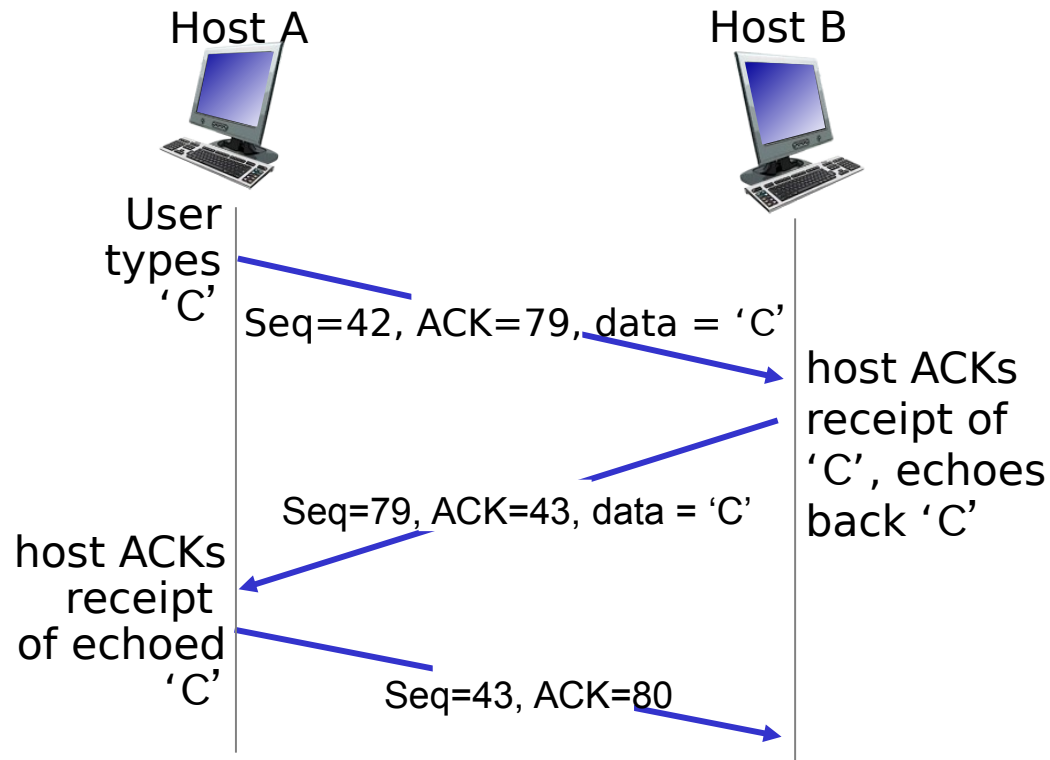 Host A
Host B
User
types
‘C’
Seq=42, ACK=79, data = ‘C’
host ACKs
receipt of
‘C’, echoes
back ‘C’
Seq=79, ACK=43, data = ‘C’
host ACKs
receipt
of echoed
‘C’
Seq=43, ACK=80